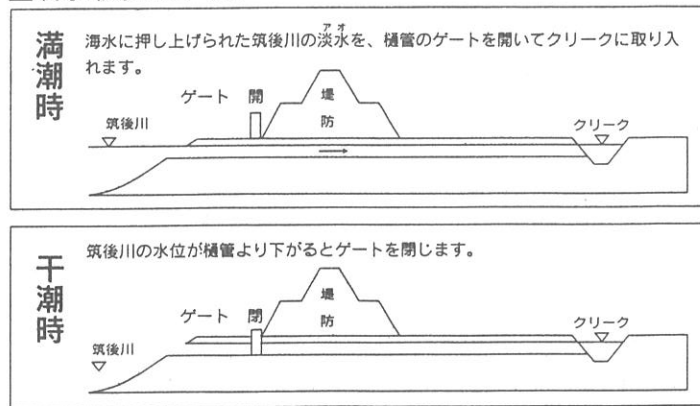 満潮時
海水に押し上げられた筑後川の淡水を、樋管のゲートを開いてクリークに取り入
アオ
れます。
ゲート 開
堤防
筑後川
クリーク
干潮時
筑後川の水位が樋管より下がるとゲートを閉じます。
ゲート 閉
堤防
筑後川
クリーク